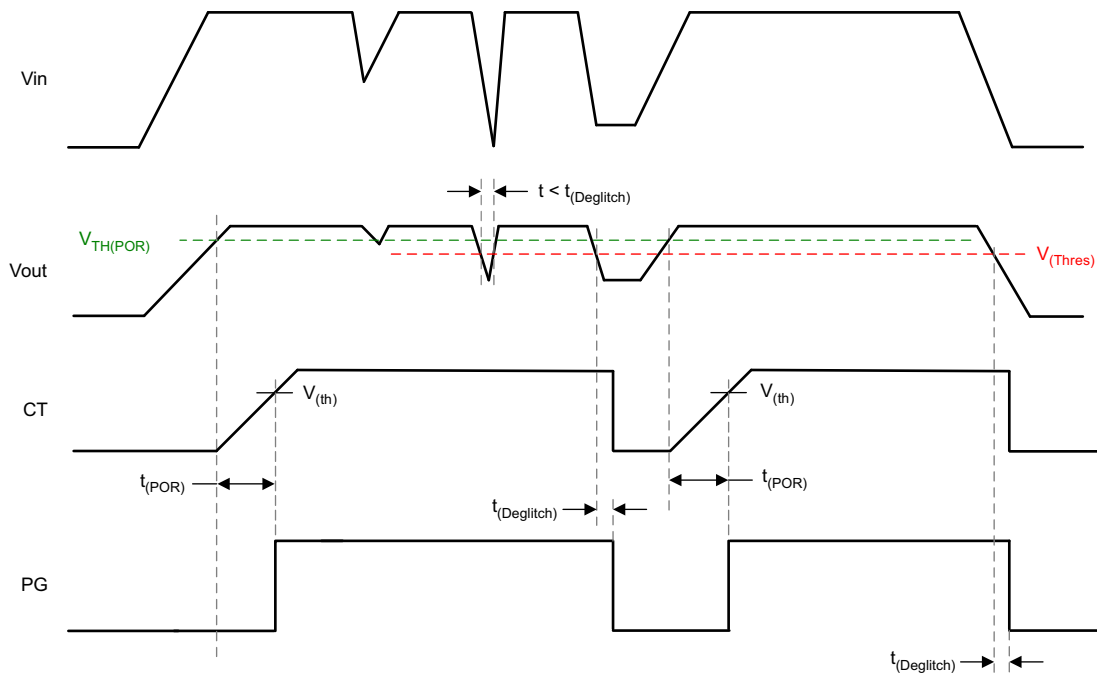 Vin
t < t(Deglitch)
VTH(POR)
V(Thres)
Vout
V(th)
V(th)
CT
t(POR)
t(POR)
t(Deglitch)
PG
t(Deglitch)